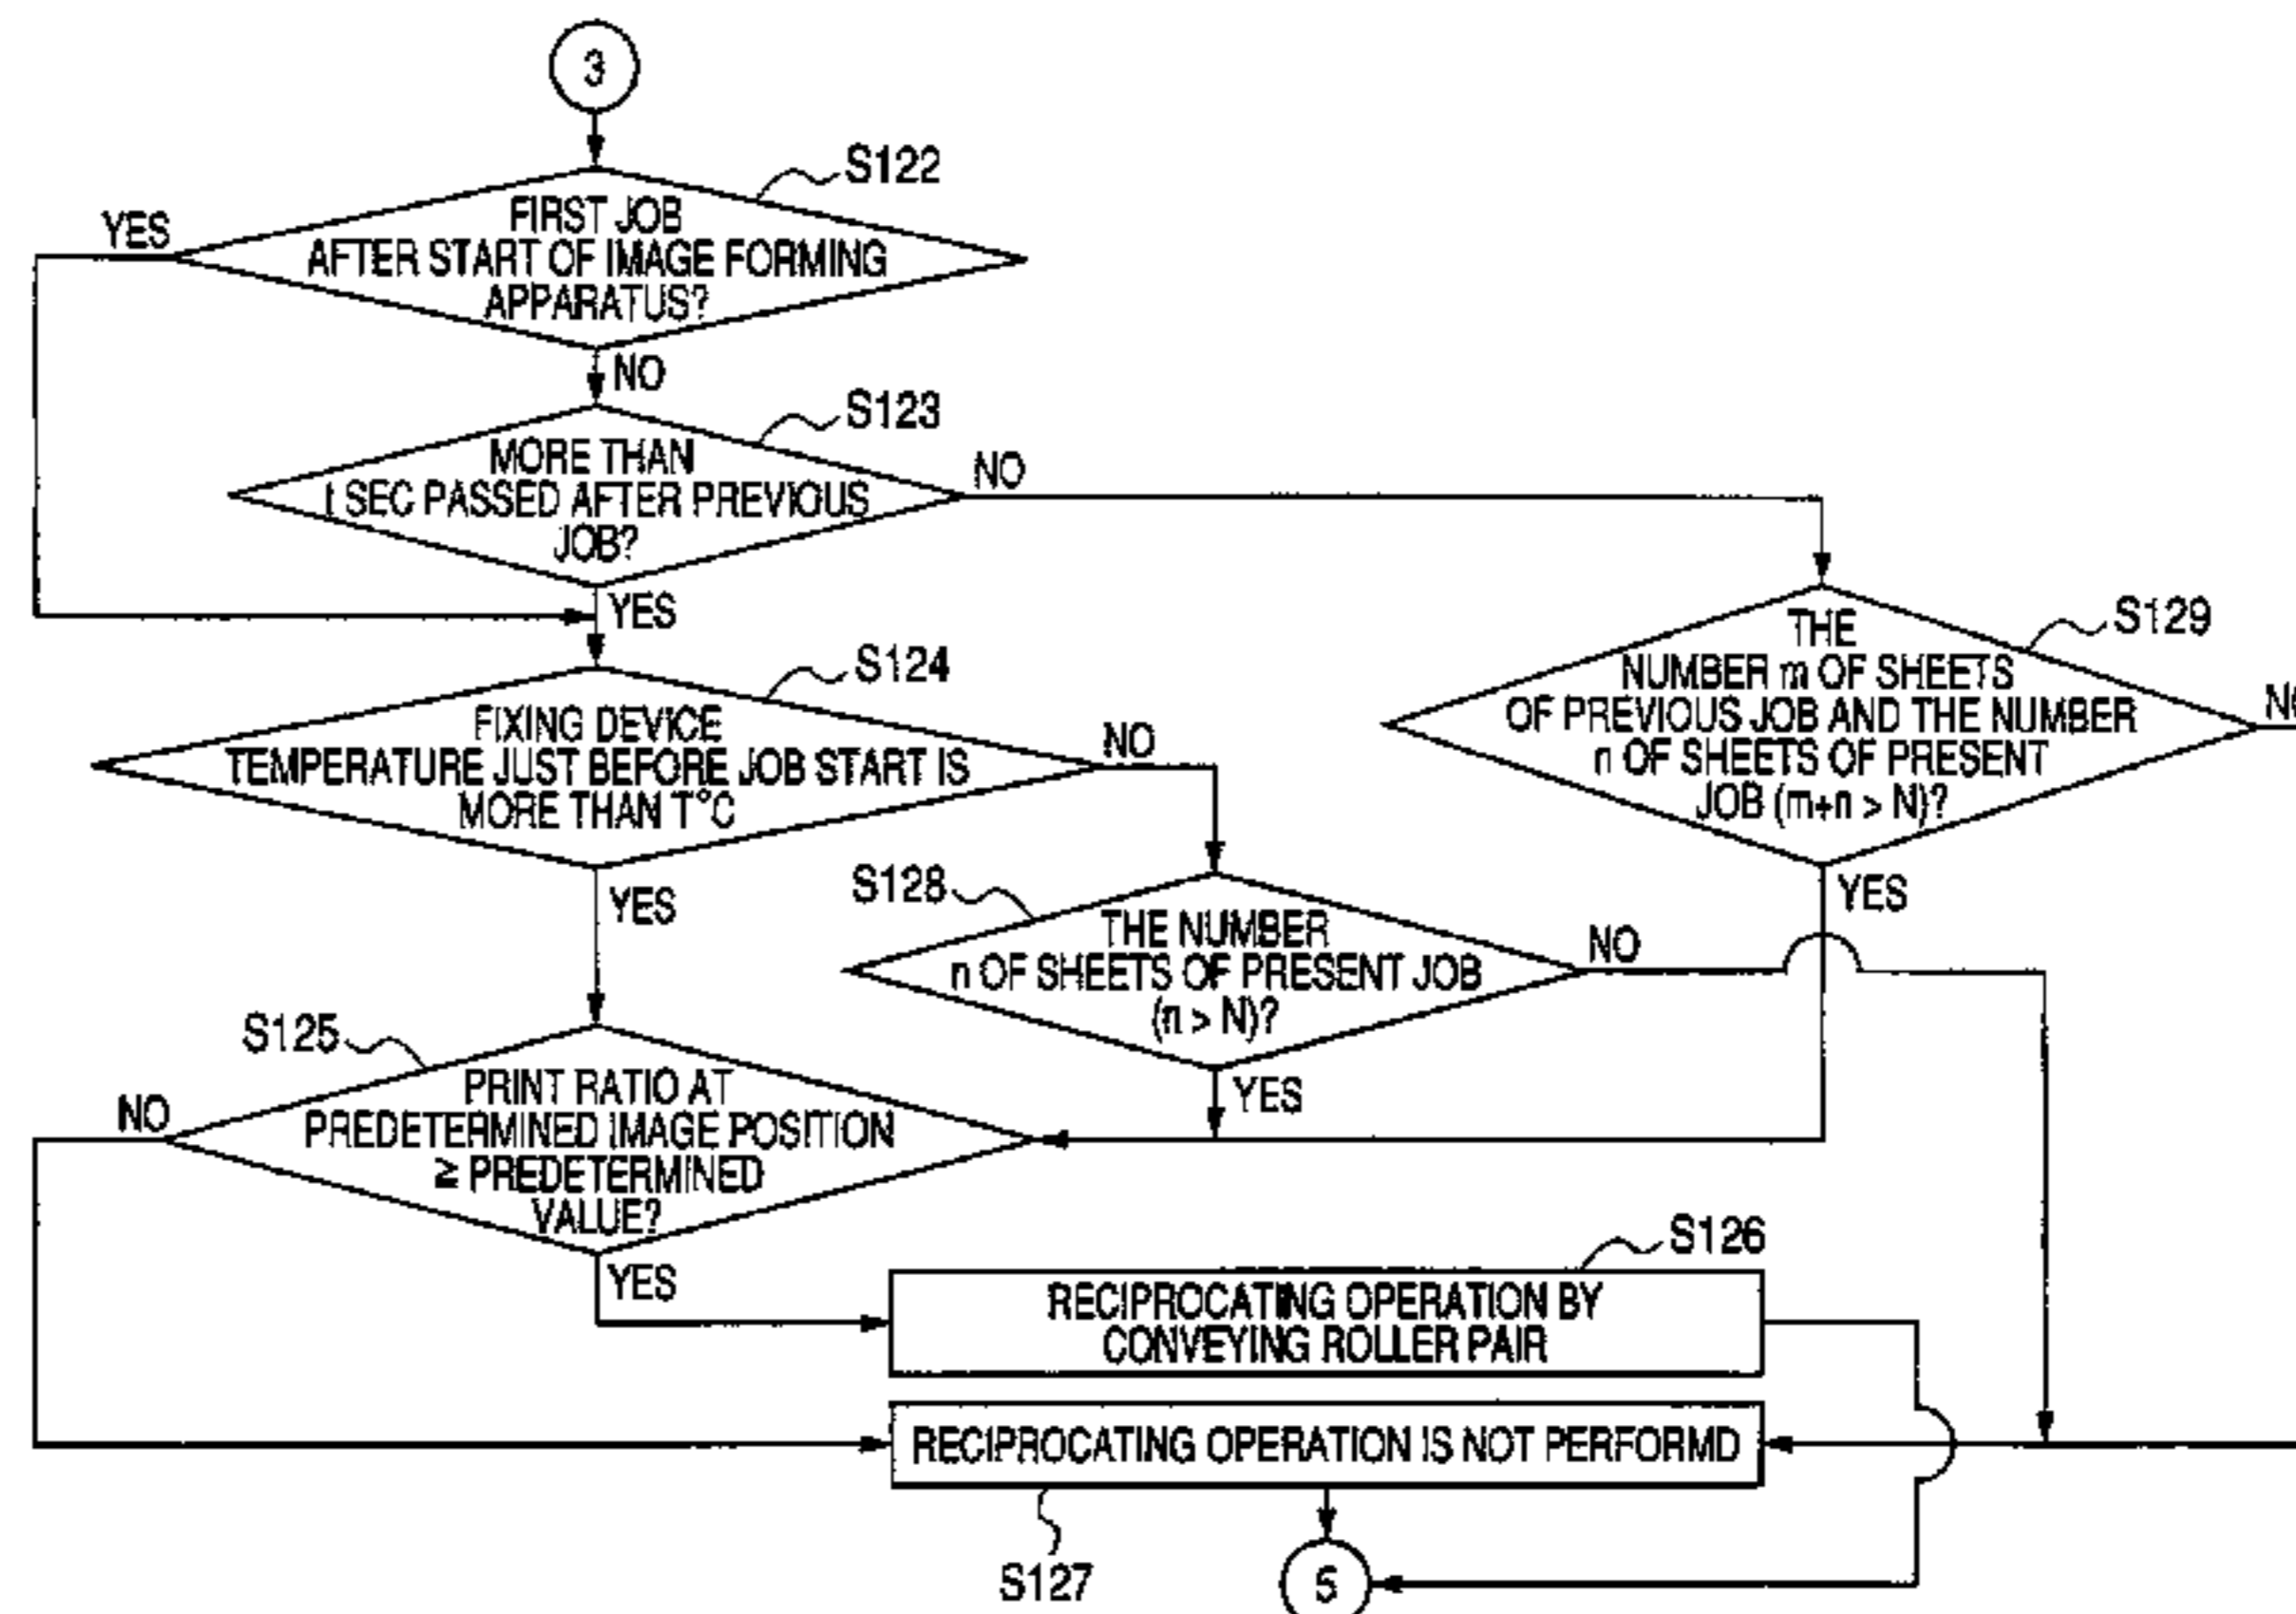 3
S122
FIRST JOB
AFTER START OF IMAGE FORMING
APPARATUS?
YES
NO
S123
MORE THAN
t SEC PASSED AFTER PREVIOUS
JOB?
NO
YES
S129
THE
NUMBER m OF SHEETS
OF PREVIOUS JOB AND THE NUMBER
n OF SHEETS OF PRESENT
JOB (m+n > N)?
NO
YES
S124
FIXING DEVICE
TEMPERATURE JUST BEFORE JOB START IS
MORE THAN T°C
NO
YES
S128
THE NUMBER
n OF SHEETS OF PRESENT JOB
(n > N)?
NO
YES
S125
PRINT RATIO AT
PREDETERMINED IMAGE POSITION
≥ PREDETERMINED
VALUE?
NO
YES
S126
RECIPROCATING OPERATION BY
CONVEYING ROLLER PAIR
RECIPROCATING OPERATION IS NOT PERFORMD
S127
5